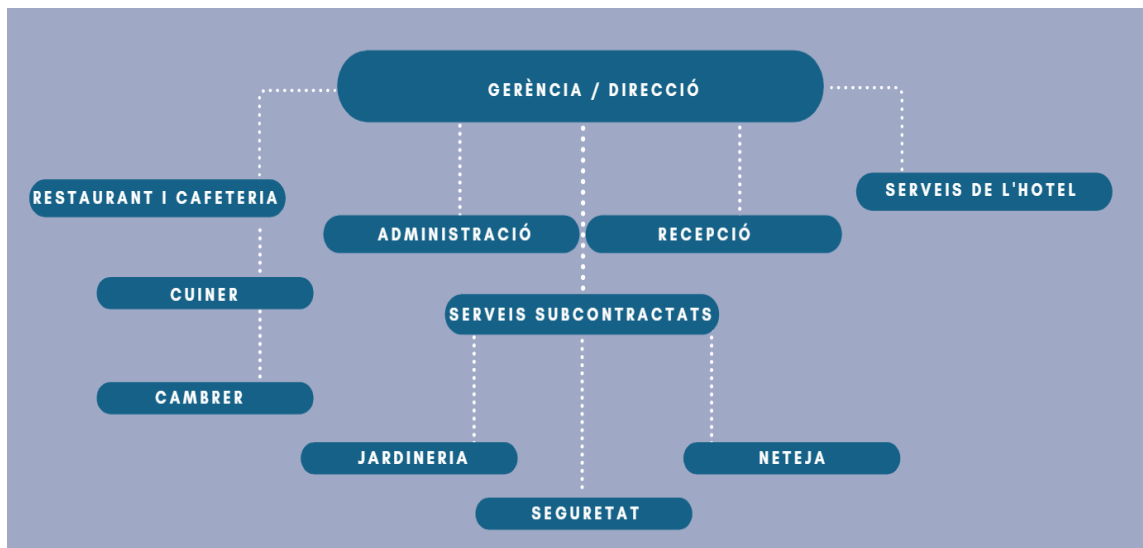 GERÈNCIA / DIRECCIÓ
RESTAURANT I CAFETERIA
SERVEIS DE L'HOTEL
ADMINISTRACIÓ
RECEPCIÓ
CUINER
SERVEIS SUBCONTRACTATS
CAMBRER
JARDINERIA
NETEJA
SEGURETAT